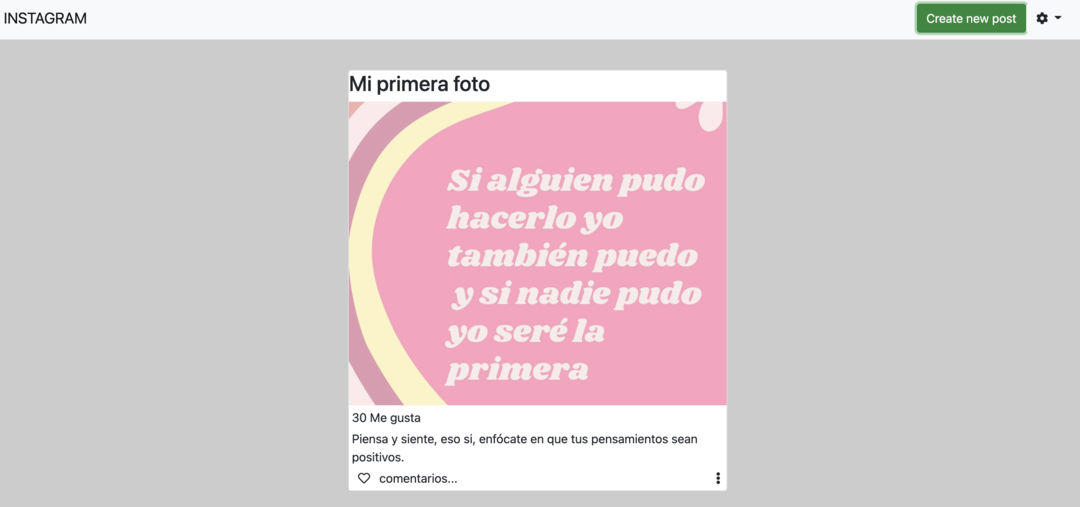 INSTAGRAM
Create new post
Mi primera foto
Si alguien pudo
hacerlo yo
también puedo
y si nadie pudo
yo seré la
primera
30 Me gusta
Piensa y siente, eso si, enfócate en que tus pensamientos sean
positivos.
comentarios...